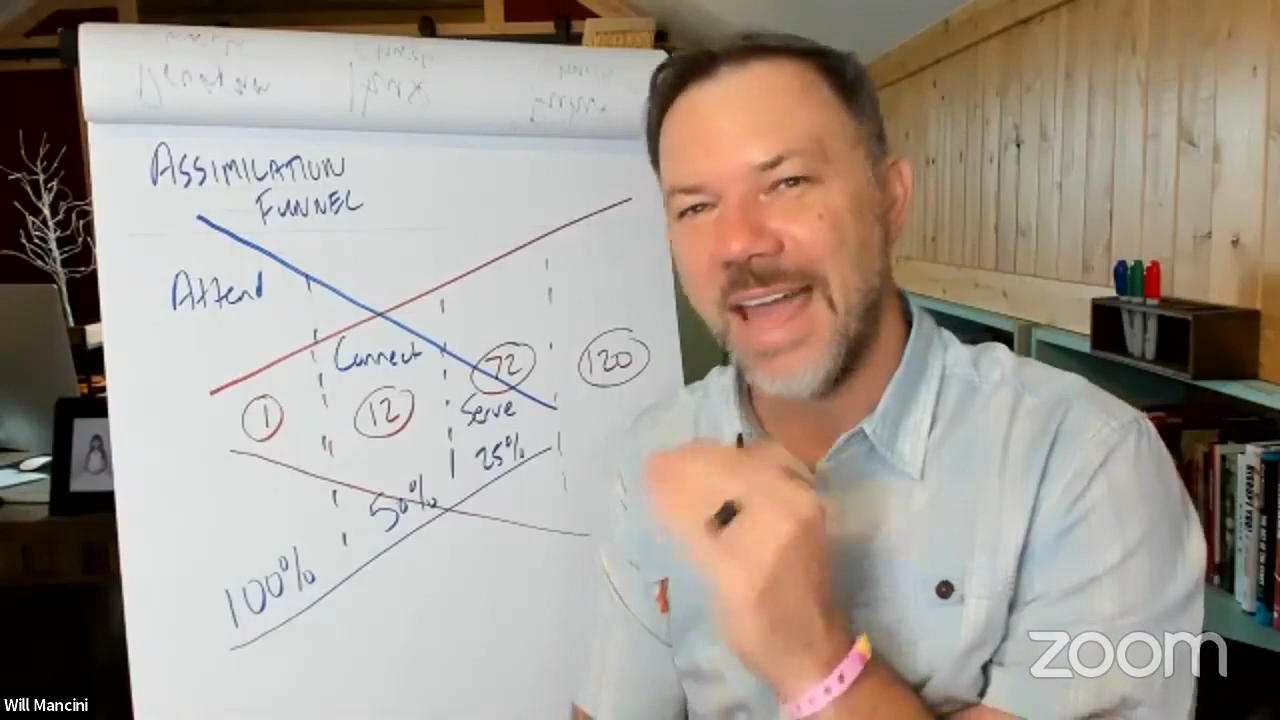 ASSIMILATION
FUNNEL
Attend
Connect
1
12
72
120
Serve
25%
50%
100%
zoom
Will Mancini